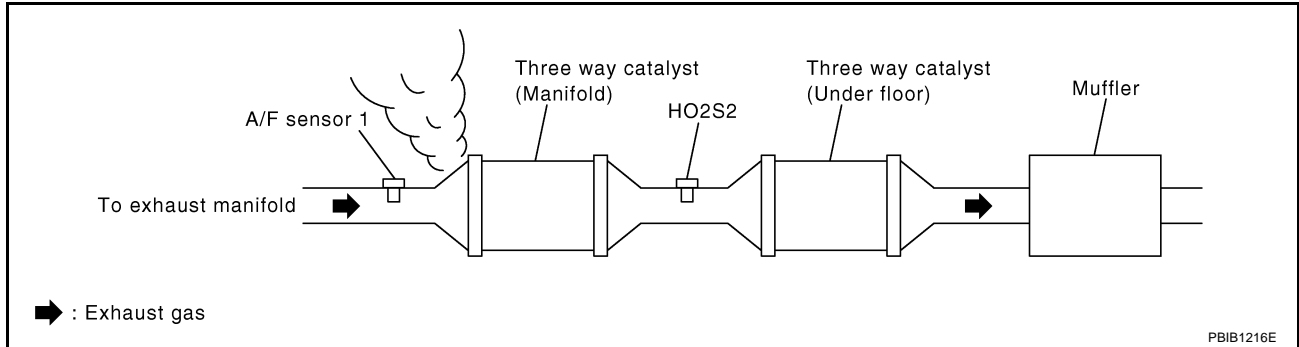 Three way catalyst
(Manifold)
Three way catalyst
(Under floor)
Muffler
A/F sensor 1
HO2S2
To exhaust manifold
: Exhaust gas
PBIB1216E